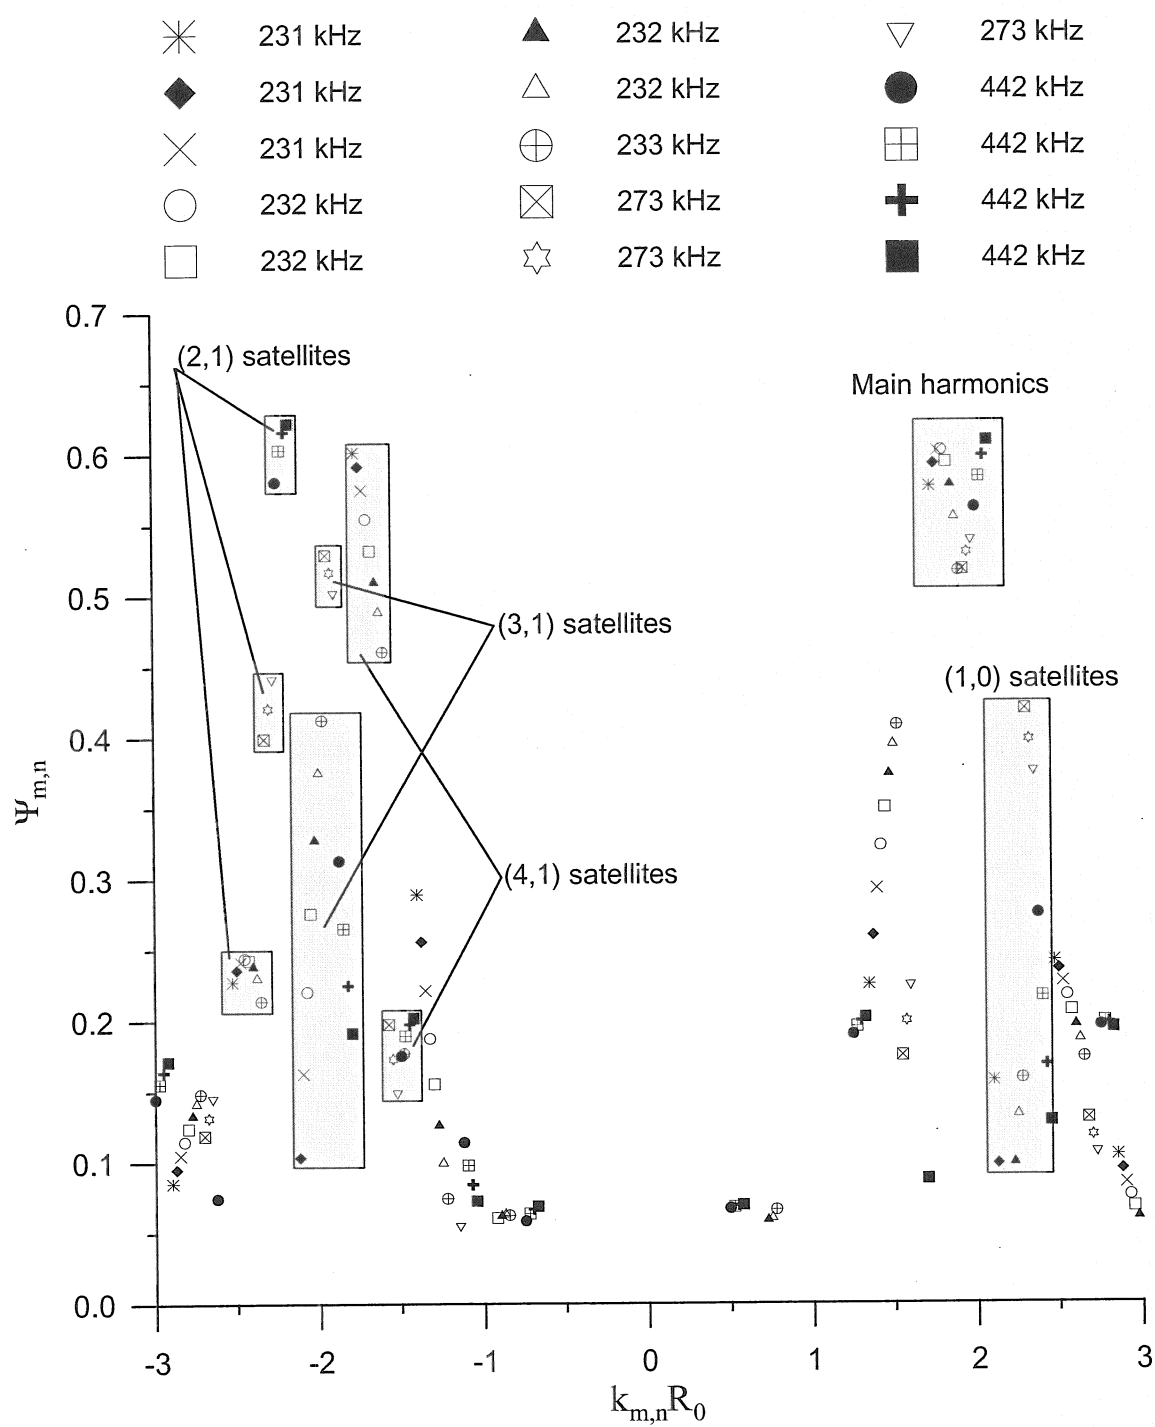 231 kHz 232 kHz 273 kHz
231 kHz 232 kHz 442 kHz
231 kHz 233 kHz 442 kHz
232 kHz 273 kHz 442 kHz
232 kHz 273 kHz 442 kHz
0.7
(2,1) satellites
Main harmonics
0.6
0.5
(3,1) satellites
(1,0) satellites
0.4
Ψm,n
(4,1) satellites
0.3
0.2
0.1
0.0
-3 -2 -1 0 1 2 3
km,nR0